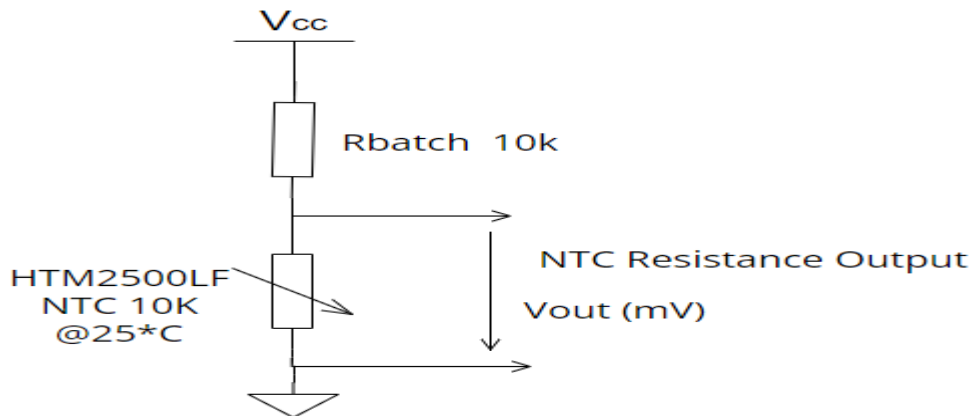 Vcc
Rbatch 10k
HTM2500LF
NTC 10K
@25*C
NTC Resistance Output
Vout (mV)